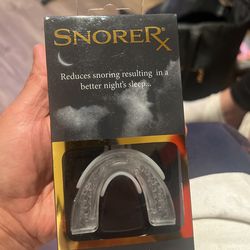 SNORERX
Reduces snoring resulting in a
better night's sleep...